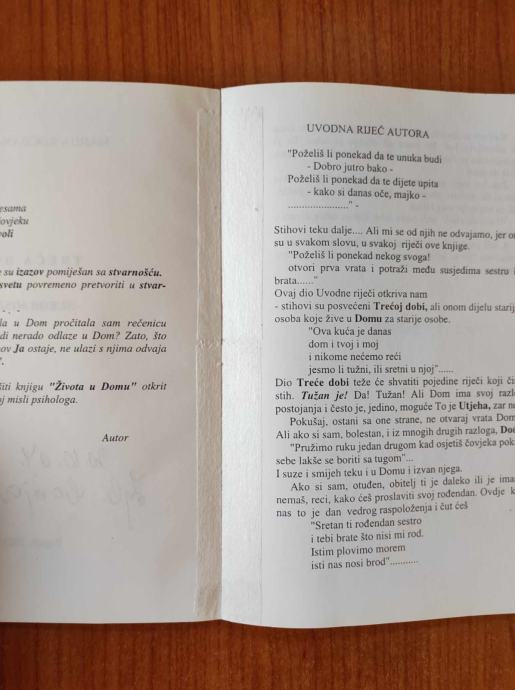 esama
ovjeku
voli
e su izazov pomiješan sa stvarnošću.
svetu povremeno pretvoriti u stvar-
la u Dom pročitala sam rečenicu
di nerado odlaze u Dom? Zato, što
nov Ja ostaje, ne ulazi s njima odvaja
".
šiti knjigu "Života u Domu" otkrit
oj misli psihologa.
Autor
UVODNA RIJEČ AUTORA
"Poželiš li ponekad da te unuka budi
- Dobro jutro bako -
Poželiš li ponekad da te dijete upita
- kako si danas oče, majko -
......................" -
Stihovi teku dalje.... Ali mi se od njih ne odvajamo, jer on
su u svakom slovu, u svakoj riječi ove knjige.
"Poželiš li ponekad nekog svoga!
otvori prva vrata i potraži među susjedima sestru i
brata......"
Ovaj dio Uvodne riječi otkriva nam
- stihovi su posvećeni Trećoj dobi, ali onom dijelu starij
osoba koje žive u Domu za starije osobe.
"Ova kuća je danas
dom i tvoj i moj
i nikome nećemo reći
jesmo li tužni, ili sretni u njoj"......
Dio Treće dobi teže će shvatiti pojedine riječi koji či
stih. Tužan je! Da! Tužan! Ali Dom ima svoj razlo
postojanja i često je, jedino, moguće To je Utjeha, zar ne
Pokušaj, ostani sa one strane, ne otvaraj vrata Dom
Ali ako si sam, bolestan, i iz mnogih drugih razloga, Doč
"Pružimo ruku jedan drugom kad osjetiš čovjeka pok
sebe lakše se boriti sa tugom"...
I suze i smijeh teku i u Domu i izvan njega.
Ako si sam, otuđen, obitelj ti je daleko ili je ima
nemaš, reci, kako ćeš proslaviti svoj rođendan. Ovdje k
nas to je dan vedrog raspoloženja i čut ćeš
"Sretan ti rođendan sestro
i tebi brate što nisi mi rod.
Istim plovimo morem
isti nas nosi brod"...........